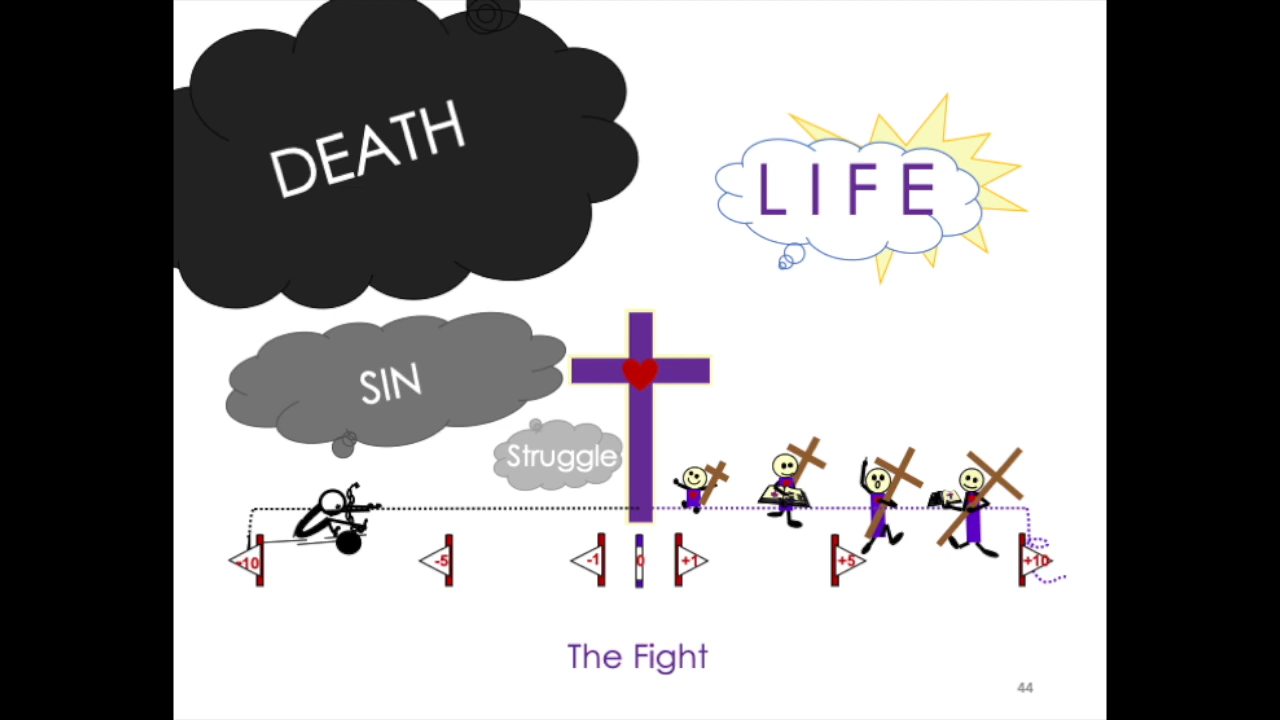 DEATH
LIFE
SIN
Struggle
-10
-5
-1
0
+1
+5
+10
The Fight
44